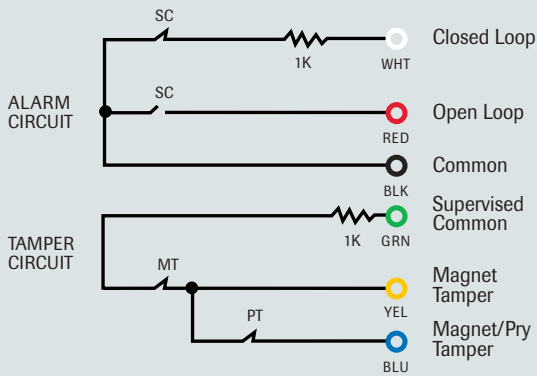 SC
1K
WHT
Closed Loop
ALARM
CIRCUIT
SC
RED
Open Loop
BLK
Common
1K
GRN
Supervised
Common
TAMPER
CIRCUIT
MT
YEL
Magnet
Tamper
PT
BLU
Magnet/Pry
Tamper